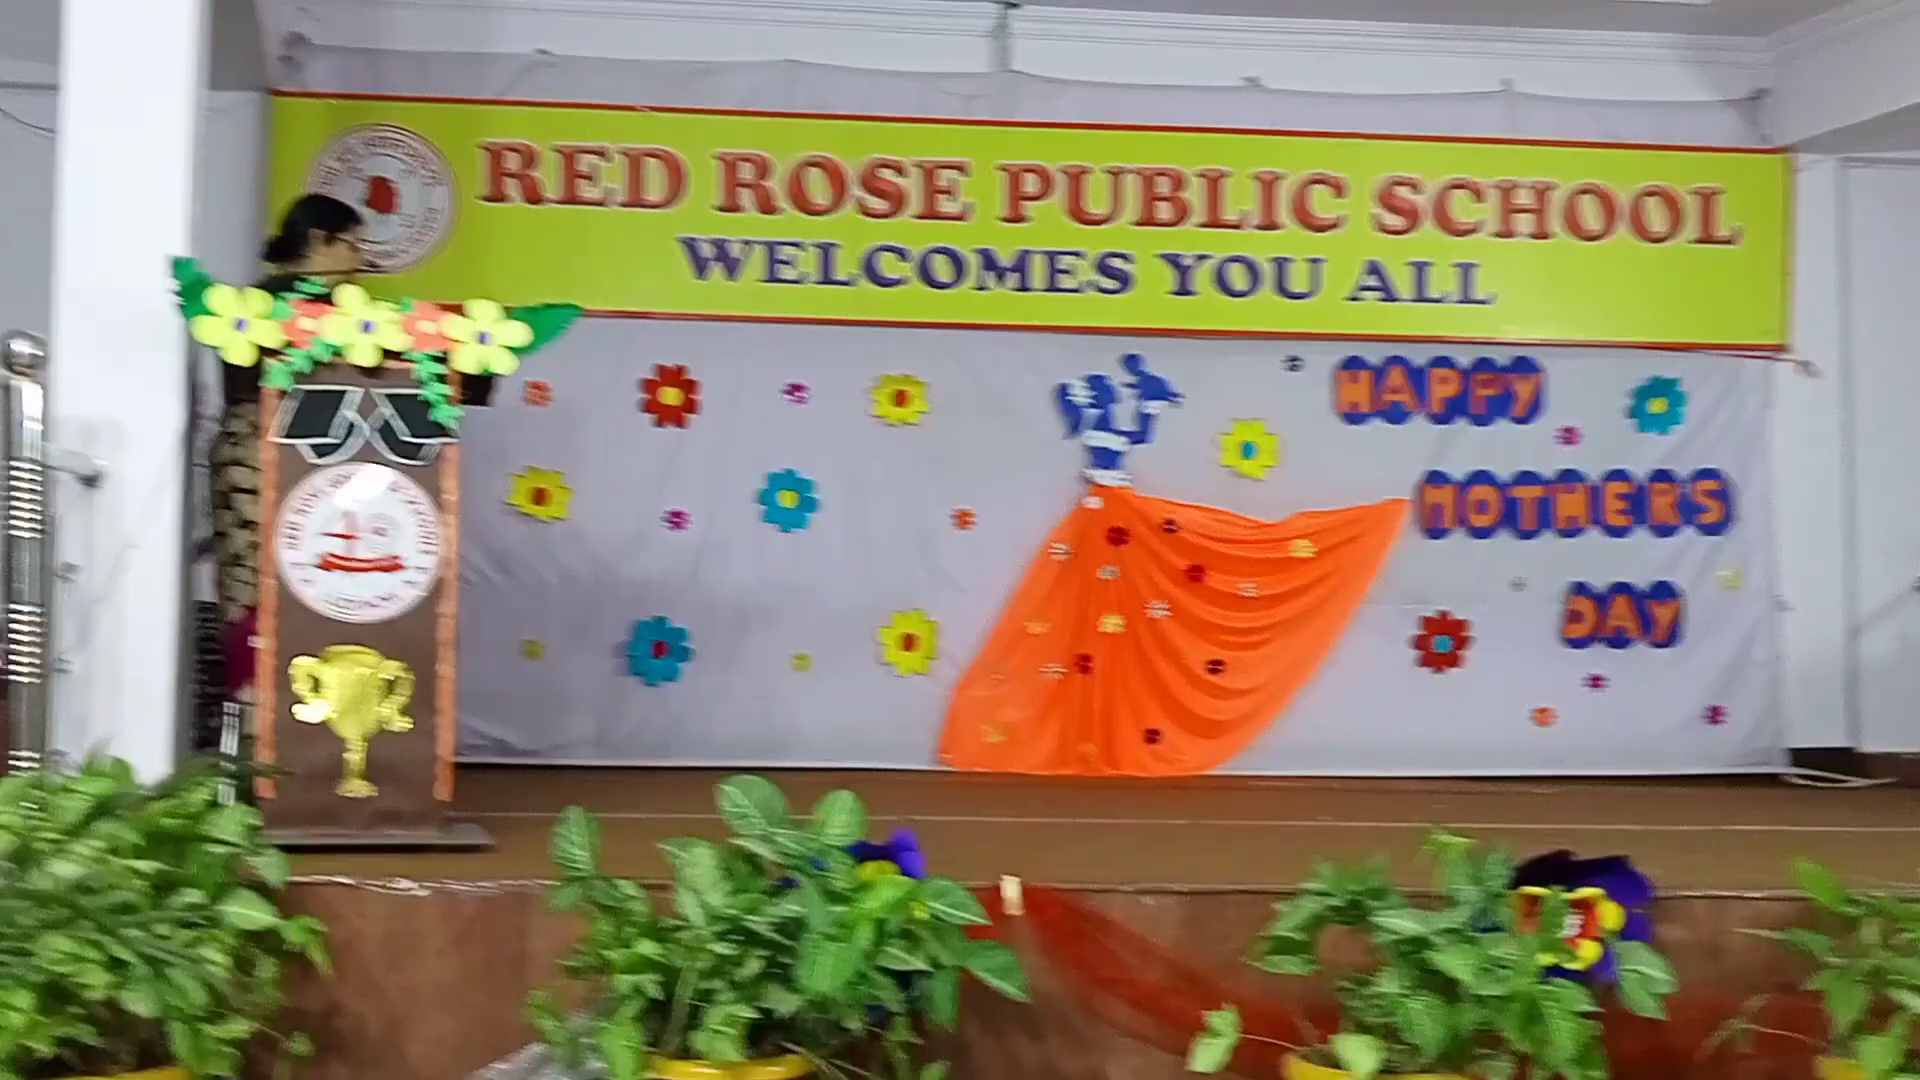 RED ROSE PUBLIC SCHOOL
WELCOMES YOU ALL
HAPPY
MOTHERS
DAY